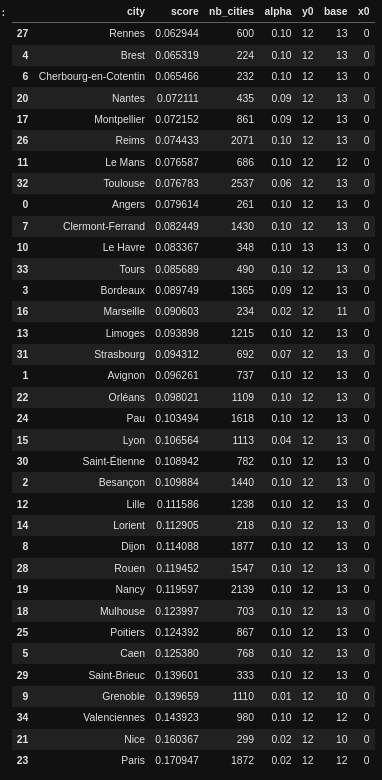 :
city score nb_cities alpha y0 base x0
27 Rennes 0.062944 600 0.10 12 13 0
4 Brest 0.065319 224 0.10 12 13 0
6 Cherbourg-en-Cotentin 0.065466 232 0.10 12 13 0
20 Nantes 0.072111 435 0.09 12 13 0
17 Montpellier 0.072152 861 0.09 12 13 0
26 Reims 0.074433 2071 0.10 12 13 0
11 Le Mans 0.076587 686 0.10 12 12 0
32 Toulouse 0.076783 2537 0.06 12 13 0
0 Angers 0.079614 261 0.10 12 13 0
7 Clermont-Ferrand 0.082449 1430 0.10 12 13 0
10 Le Havre 0.083367 348 0.10 13 13 0
33 Tours 0.085689 490 0.10 12 13 0
3 Bordeaux 0.089749 1365 0.09 12 13 0
16 Marseille 0.090603 234 0.02 12 11 0
13 Limoges 0.093898 1215 0.10 12 13 0
31 Strasbourg 0.094312 692 0.07 12 13 0
1 Avignon 0.096261 737 0.10 12 13 0
22 Orléans 0.098021 1109 0.10 12 13 0
24 Pau 0.103494 1618 0.10 12 13 0
15 Lyon 0.106564 1113 0.04 12 13 0
30 Saint-Étienne 0.108942 782 0.10 12 13 0
2 Besançon 0.109884 1440 0.10 12 13 0
12 Lille 0.111586 1238 0.10 12 13 0
14 Lorient 0.112905 218 0.10 12 13 0
8 Dijon 0.114088 1877 0.10 12 13 0
28 Rouen 0.119452 1547 0.10 12 13 0
19 Nancy 0.119597 2139 0.10 12 13 0
18 Mulhouse 0.123997 703 0.10 12 13 0
25 Poitiers 0.124392 867 0.10 12 13 0
5 Caen 0.125380 768 0.10 12 13 0
29 Saint-Brieuc 0.139601 333 0.10 12 13 0
9 Grenoble 0.139659 1110 0.01 12 10 0
34 Valenciennes 0.143923 980 0.10 12 12 0
21 Nice 0.160367 299 0.02 12 10 0
23 Paris 0.170947 1872 0.02 12 12 0